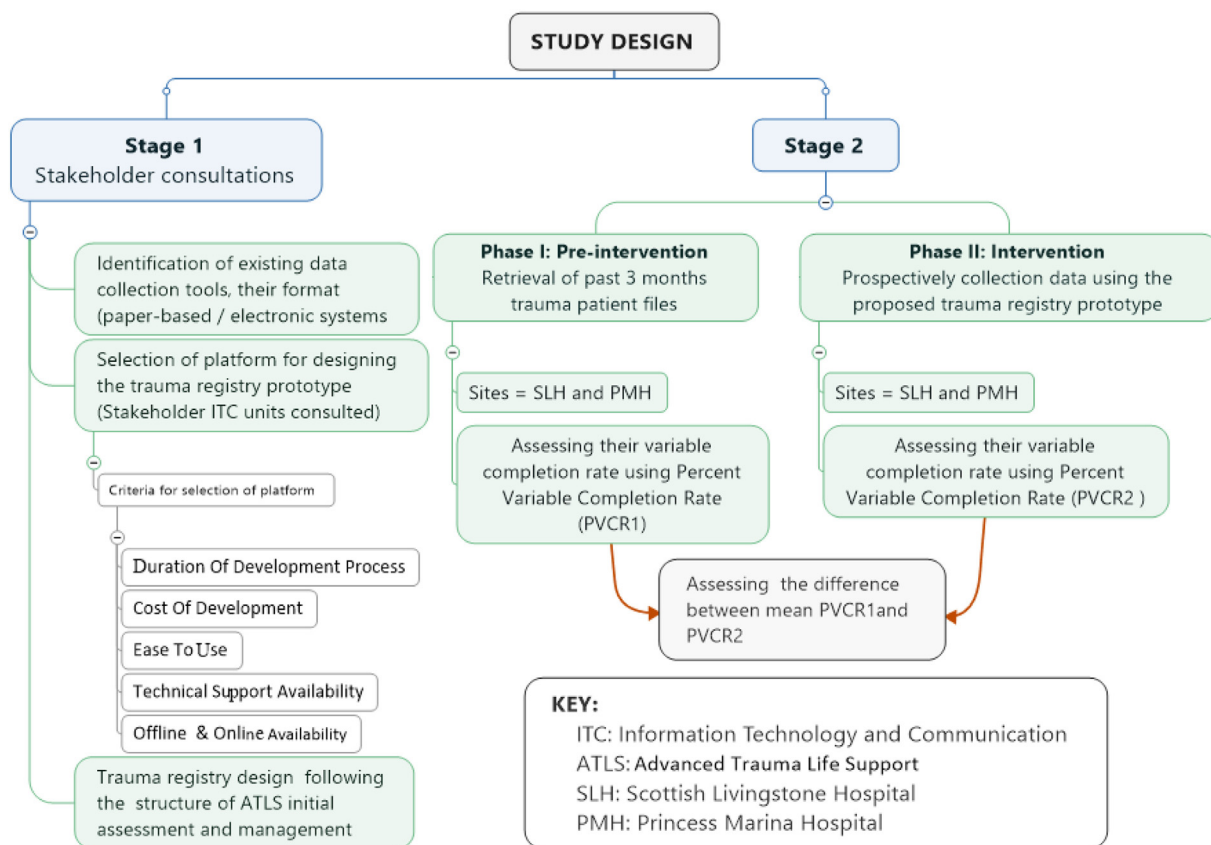 STUDY DESIGN
Stage 1
Stakeholder consultations
Identification of existing data
collection tools, their format
(paper-based / electronic systems
Selection of platform for designing
the trauma registry prototype
(Stakeholder ITC units consulted)
Criteria for selection of platform
Duration Of Development Process
Cost Of Development
Ease To Use
Technical Support Availability
Offline & Online Availability
Trauma registry design following
the structure of ATLS initial
assessment and management
Stage 2
Phase I: Pre-intervention
Retrieval of past 3 months
trauma patient files
Sites = SLH and PMH
Assessing their variable
completion rate using Percent
Variable Completion Rate
(PVCR1)
Phase II: Intervention
Prospectively collection data using the
proposed trauma registry prototype
Sites = SLH and PMH
Assessing their variable
completion rate using Percent
Variable Completion Rate (PVCR2 )
Assessing the difference
between mean PVCR1and
PVCR2
KEY:
ITC: Information Technology and Communication
ATLS: Advanced Trauma Life Support
SLH: Scottish Livingstone Hospital
PMH: Princess Marina Hospital